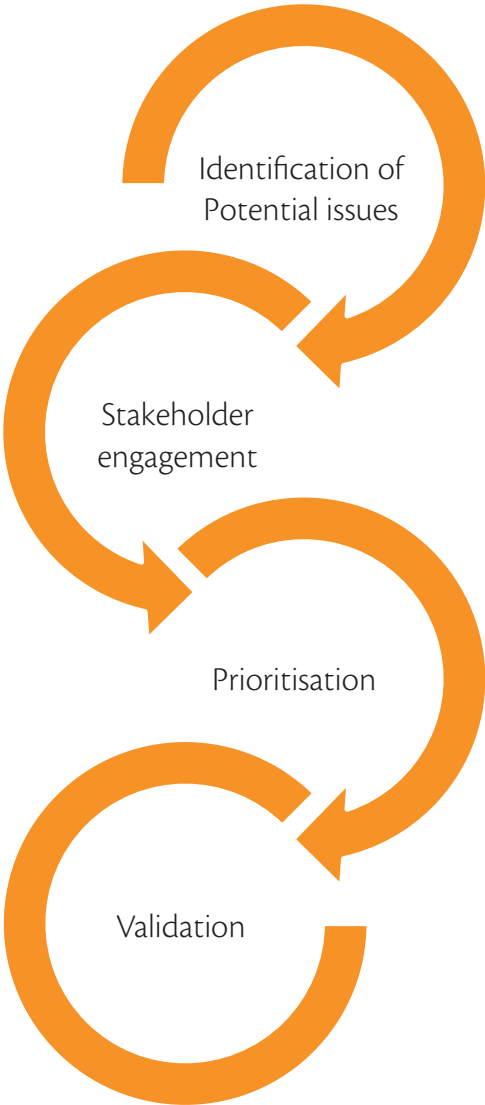 Identification of
Potential issues
Stakeholder
engagement
Prioritisation
Validation